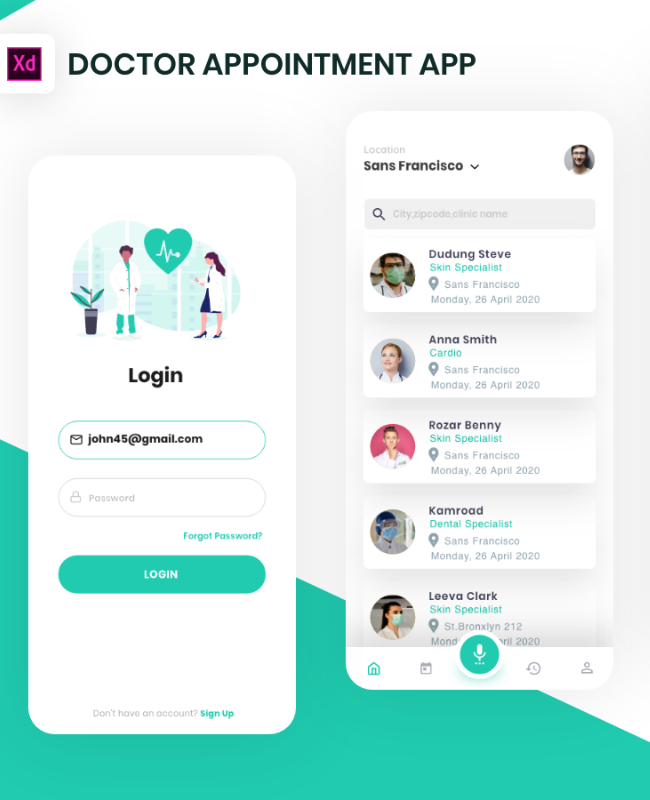 Xd
DOCTOR APPOINTMENT APP
Login
john45@gmail.com
Password
Forgot Password?
LOGIN
Don't have an account? Sign Up
Location
Sans Francisco
City,zipcode,clinic name
Dudung Steve
Skin Specialist
Sans Francisco
Monday, 26 April 2020
Anna Smith
Cardio
Sans Francisco
Monday, 26 April 2020
Rozar Benny
Skin Specialist
Sans Francisco
Monday, 26 April 2020
Kamroad
Dental Specialist
Sans Francisco
Monday, 26 April 2020
Leeva Clark
Skin Specialist
St.Bronxlyn 212
April 2020